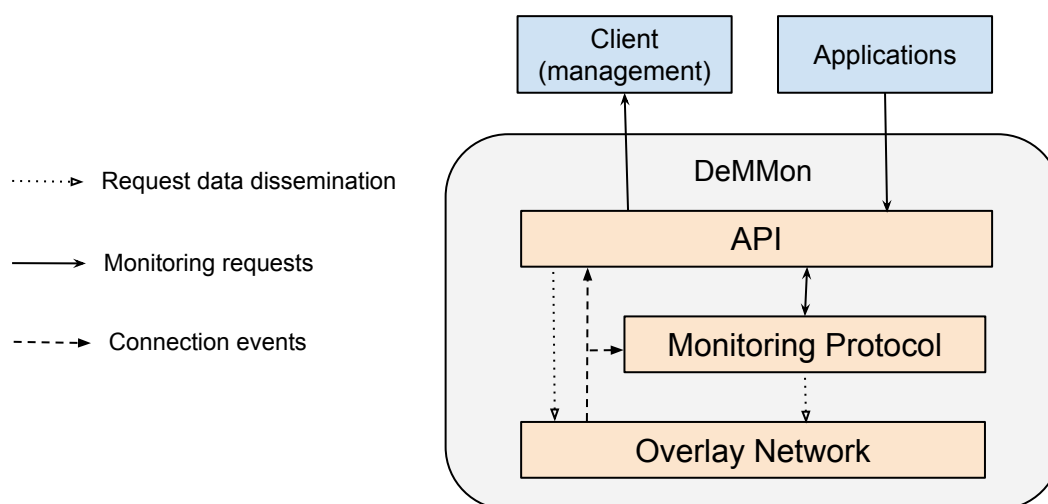 Client
(management)
Applications
DeMMon
Request data dissemination
API
Monitoring requests
Monitoring Protocol
Connection events
Overlay Network